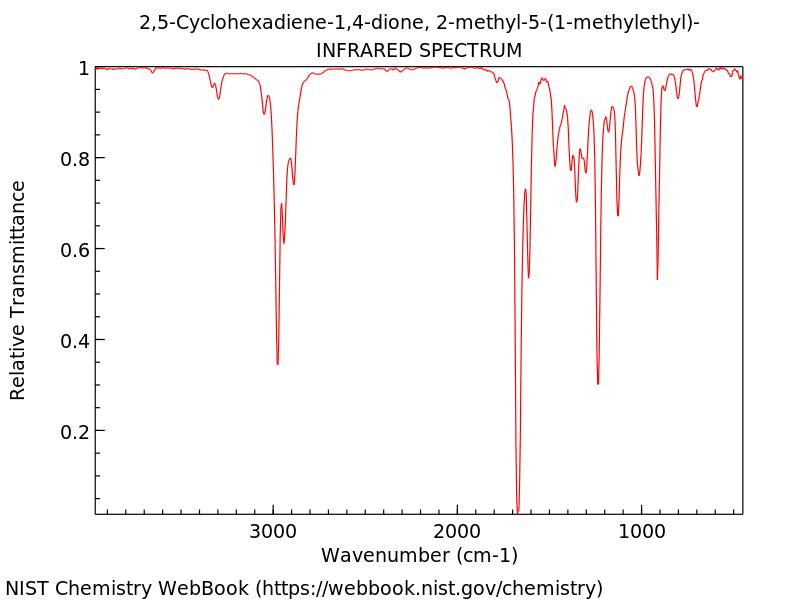 2,5-Cyclohexadiene-1,4-dione, 2-methyl-5-(1-methylethyl)-
INFRARED SPECTRUM
1
0.8
0.6
0.4
0.2
Relative Transmittance
3000 2000 1000
Wavenumber (cm-1)
NIST Chemistry WebBook (https://webbook.nist.gov/chemistry)